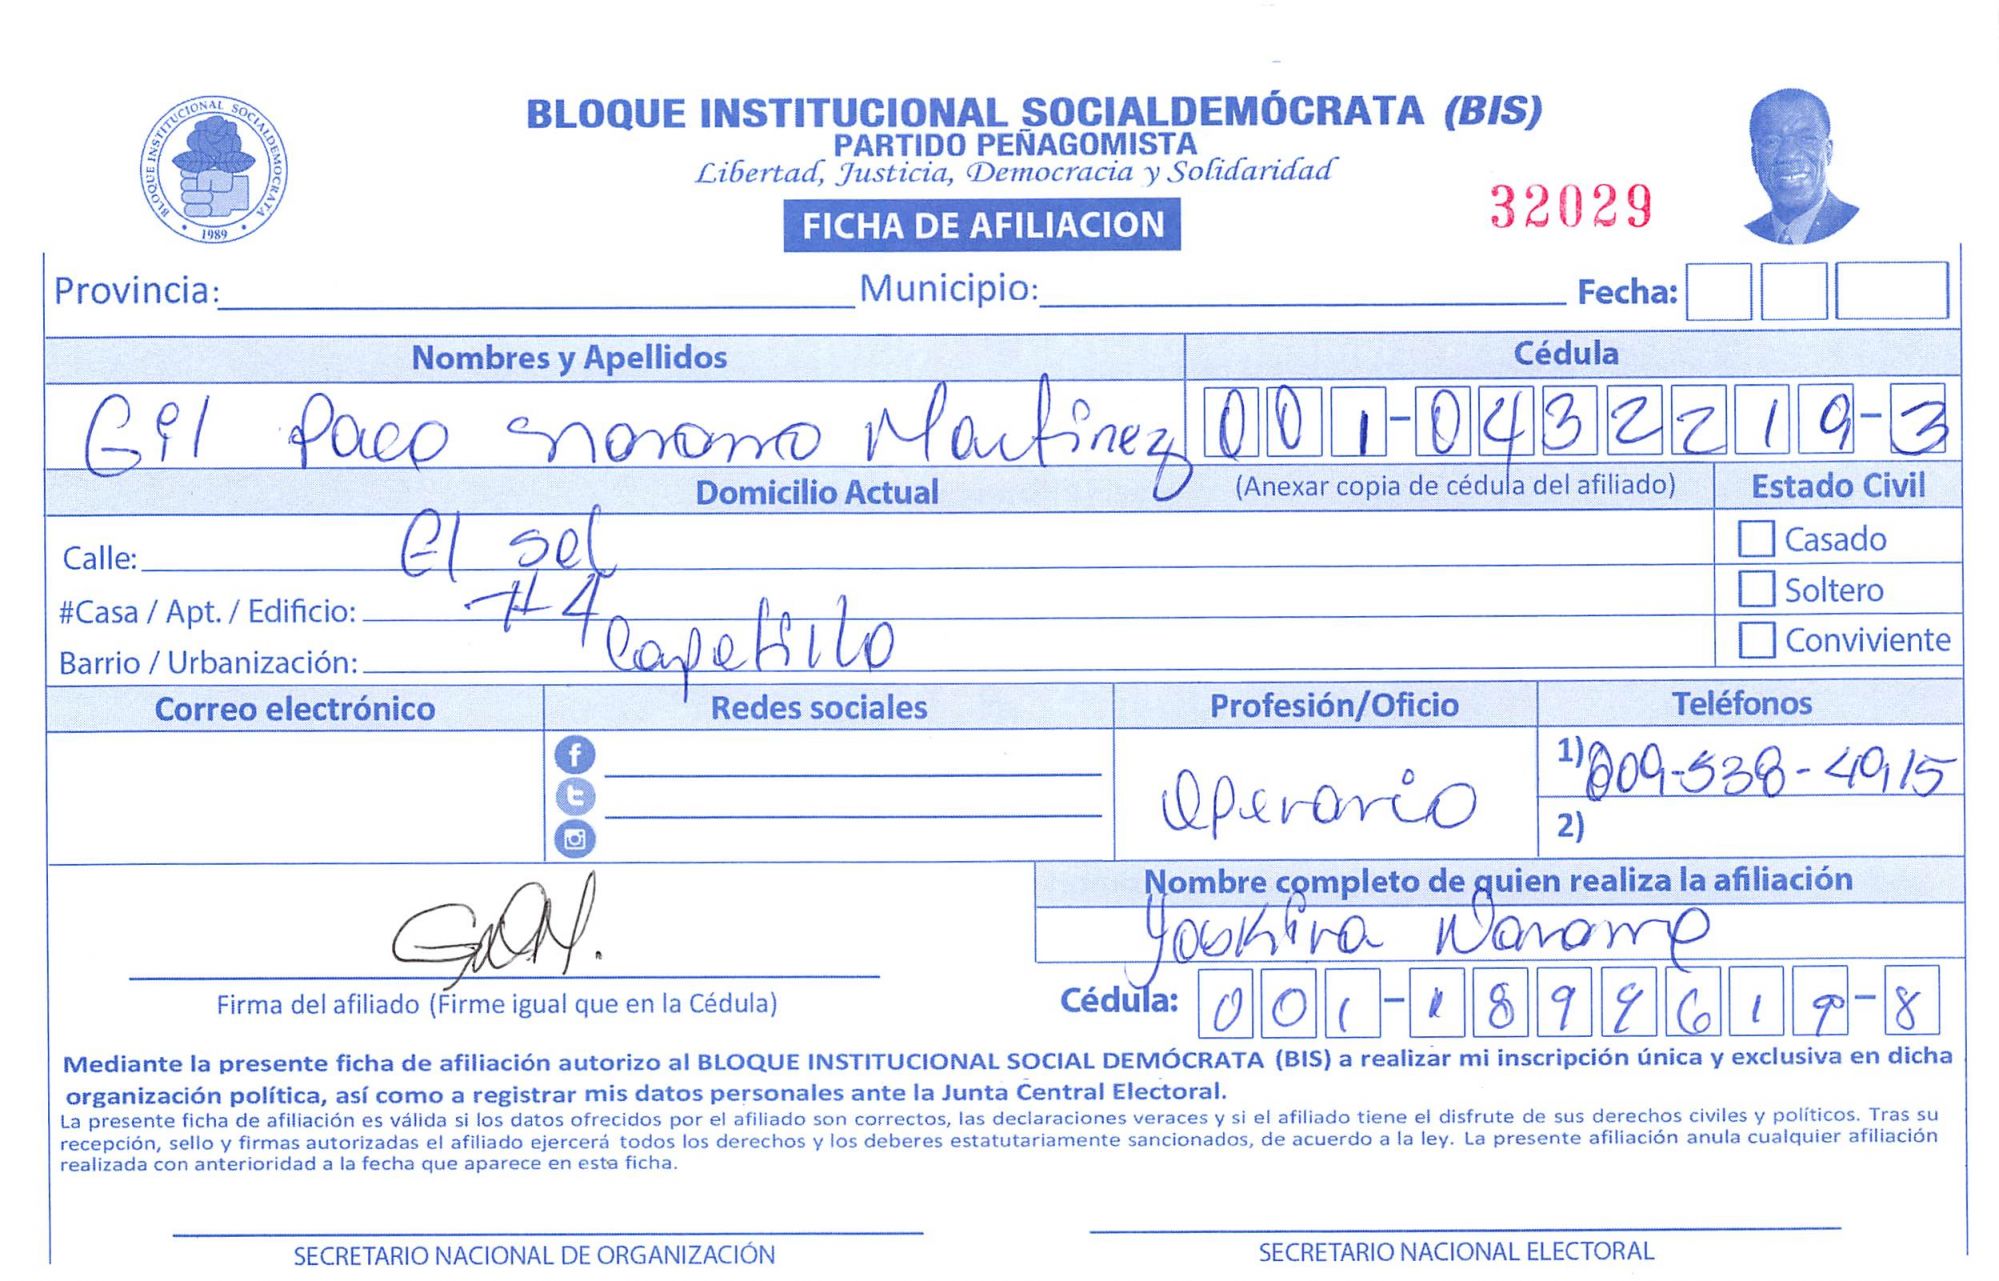 BLOQUE INSTITUCIONAL SOCIALDEMOCRATA
1989
BLOQUE INSTITUCIONAL SOCIALDEMÓCRATA (BIS)
PARTIDO PEÑAGOMISTA
Libertad, Justicia, Democracia y Solidaridad
32029
FICHA DE AFILIACION
Provincia: Municipio: Fecha:
Nombres y Apellidos Cédula
Gil Paco Martinez 001-0432219-3
Domicilio Actual (Anexar copia de cédula del afiliado) Estado Civil
Calle: El sol Casado
#Casa / Apt. / Edificio: #4 Soltero
Barrio / Urbanización: Capotillo Conviviente
Correo electrónico Redes sociales Profesión/Oficio Teléfonos
Operario 1) 809-538-4915
2)
Nombre completo de quien realiza la afiliación
Firma del afiliado (Firme igual que en la Cédula) Cédula: 001-1899619-8
Mediante la presente ficha de afiliación autorizo al BLOQUE INSTITUCIONAL SOCIAL DEMÓCRATA (BIS) a realizar mi inscripción única y exclusiva en dicha
organización política, así como a registrar mis datos personales ante la Junta Central Electoral.
La presente ficha de afiliación es válida si los datos ofrecidos por el afiliado son correctos, las declaraciones veraces y si el afiliado tiene el disfrute de sus derechos civiles y políticos. Tras su
recepción, sello y firmas autorizadas el afiliado ejercerá todos los derechos y los deberes estatutariamente sancionados, de acuerdo a la ley. La presente afiliación anula cualquier afiliación
realizada con anterioridad a la fecha que aparece en esta ficha.
SECRETARIO NACIONAL DE ORGANIZACIÓN SECRETARIO NACIONAL ELECTORAL